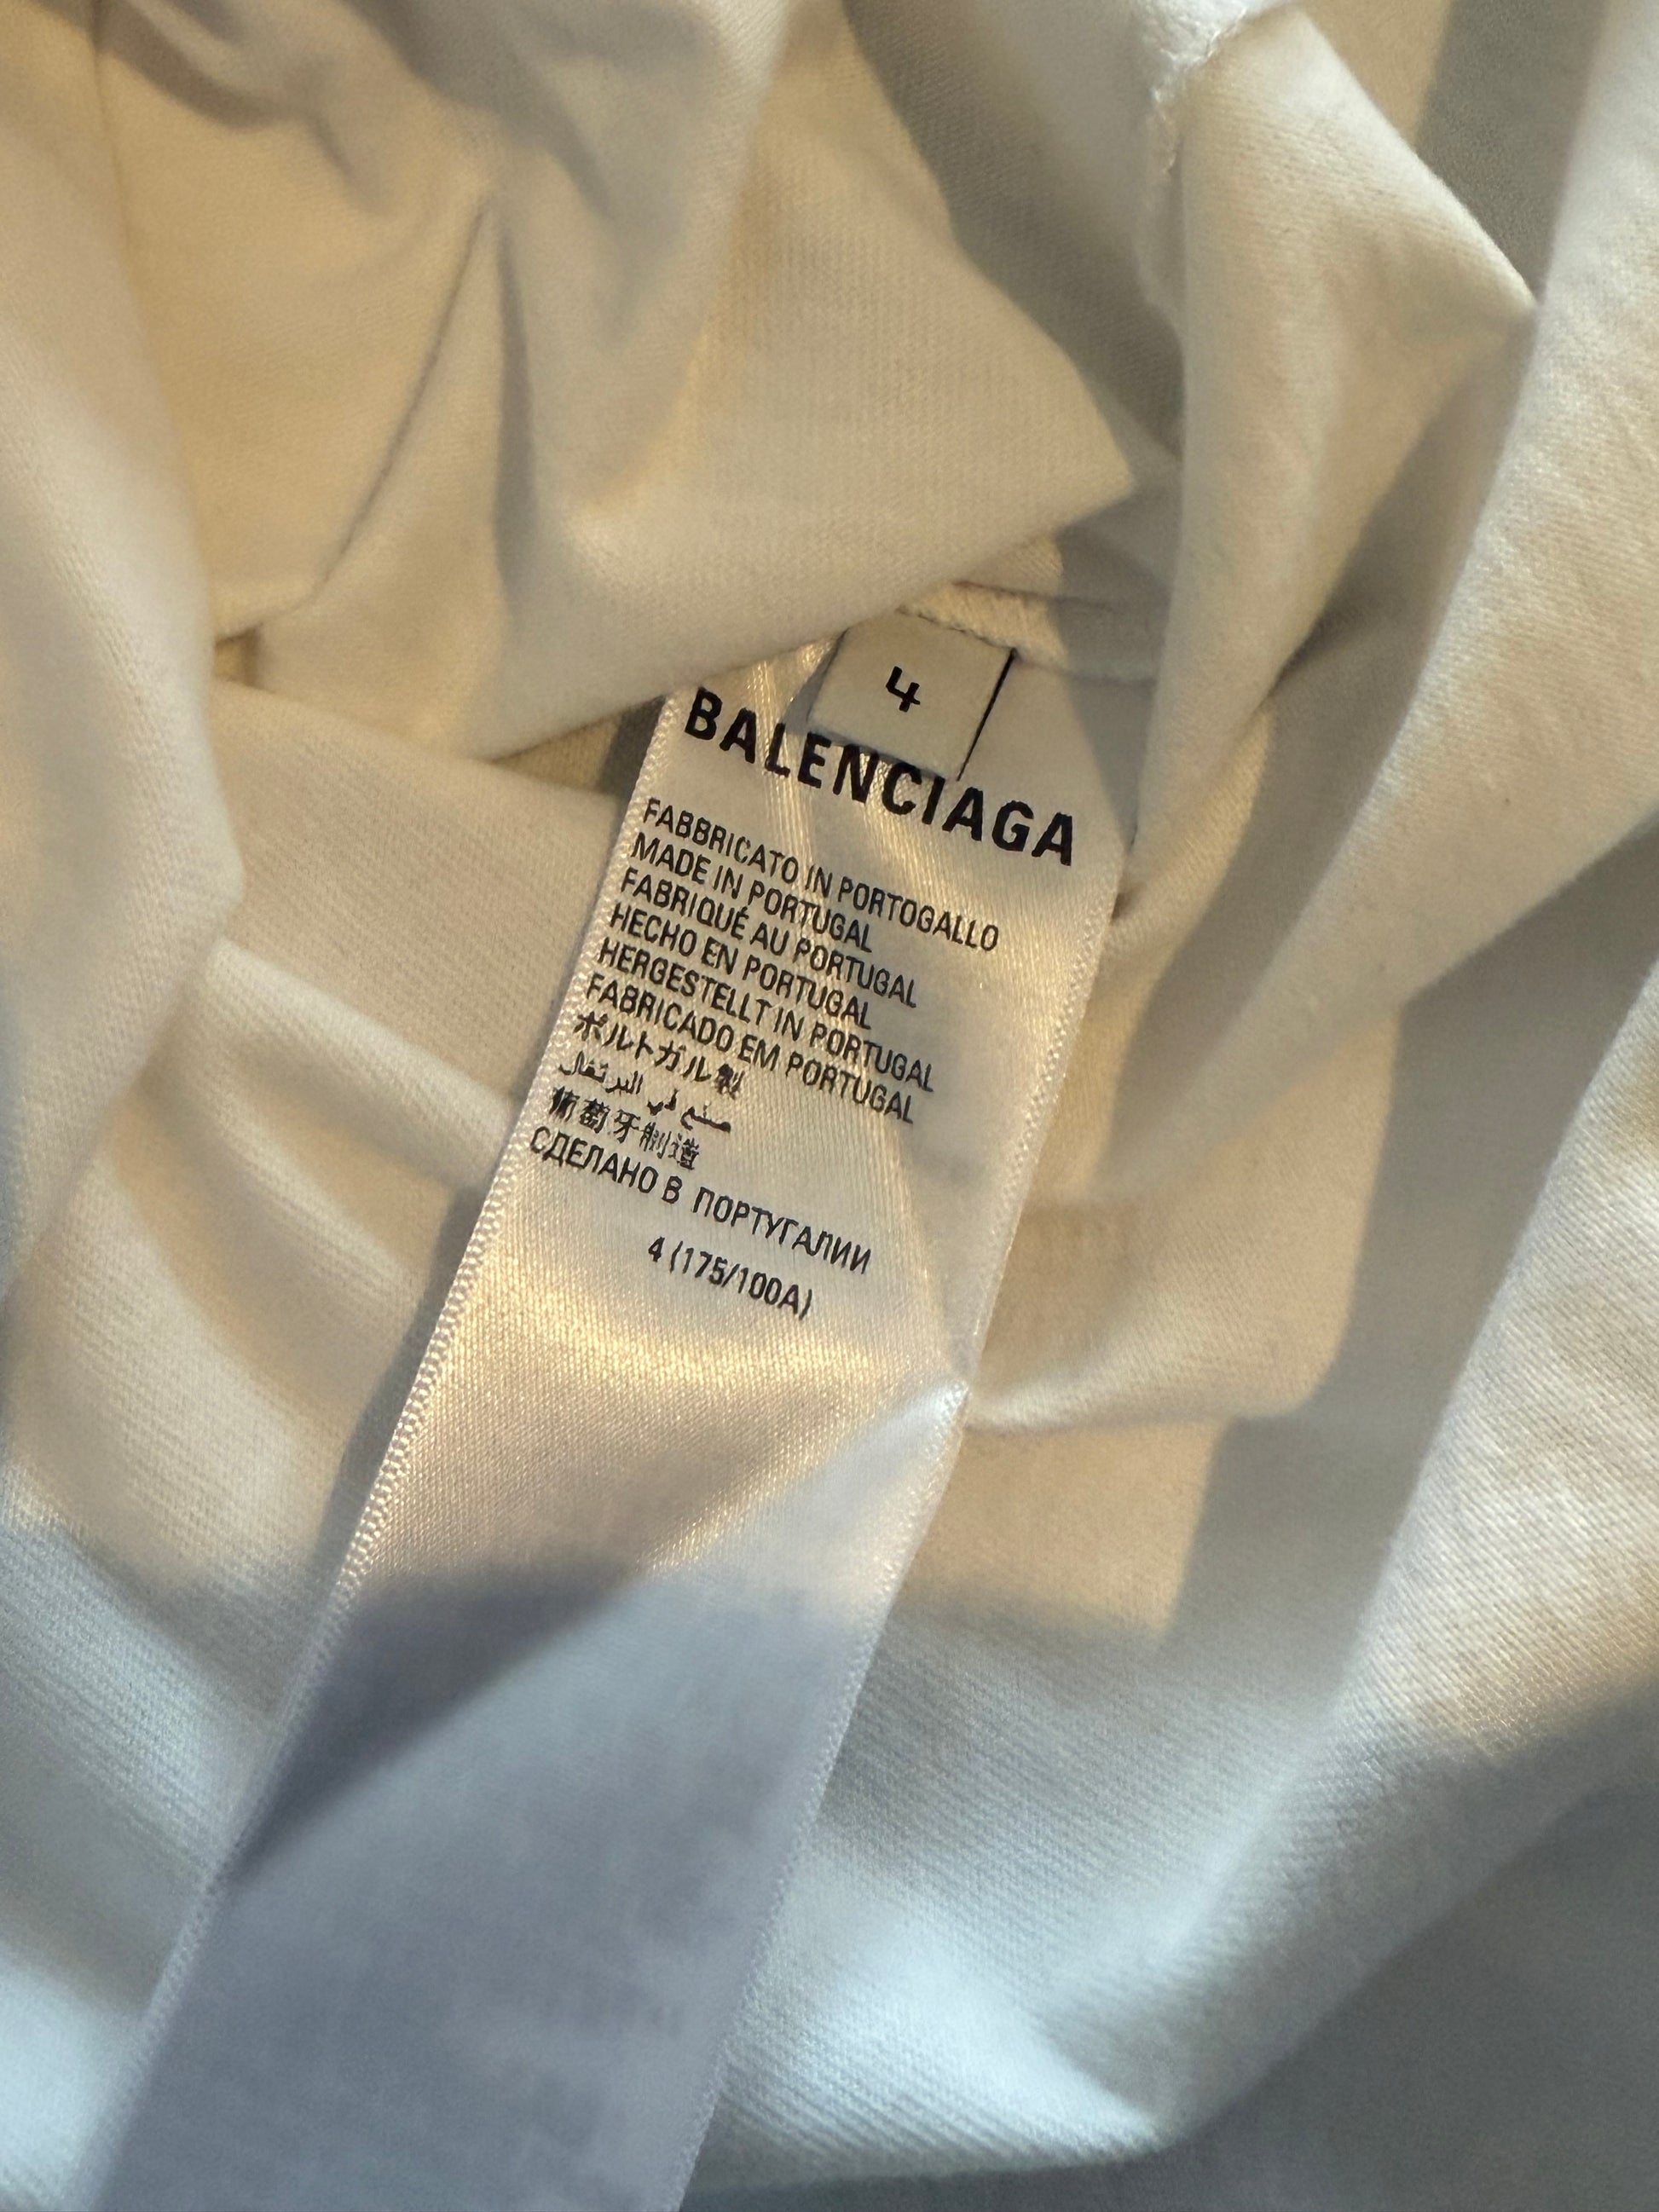 4
BALENCIAGA
FABBRICATO IN PORTOGALLO
MADE IN PORTUGAL
FABRIQUÉ AU PORTUGAL
HECHO EN PORTUGAL
HERGESTELLT IN PORTUGAL
FABRICADO EM PORTUGAL
ポルトガル製
صنع في البرتغال
葡萄牙制造
СДЕЛАНО В ПОРТУГАЛИИ
4 (175/100A)